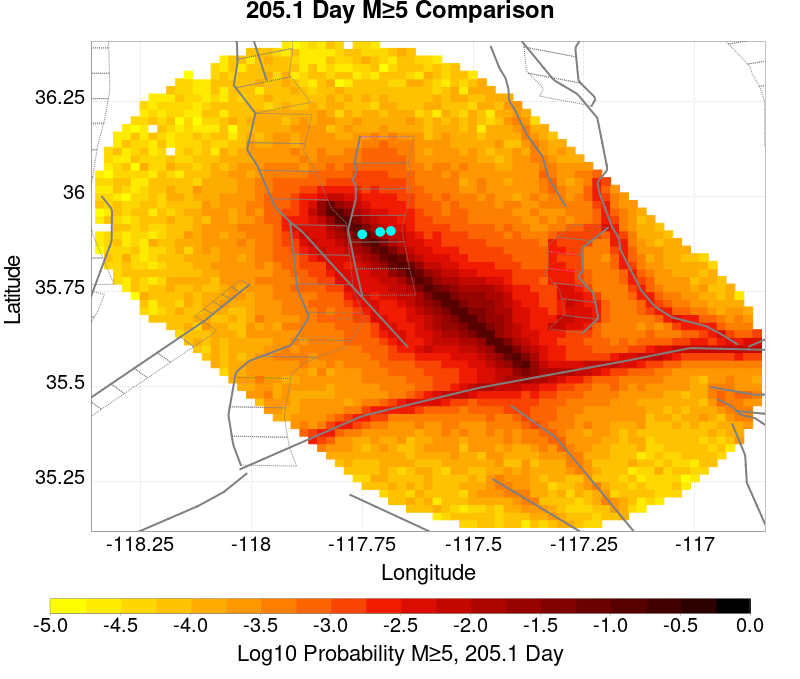 205.1 Day M≥5 Comparison
36.25
36
35.75
35.5
35.25
Latitude
-118.25 -118 -117.75 -117.5 -117.25 -117
Longitude
-5.0 -4.5 -4.0 -3.5 -3.0 -2.5 -2.0 -1.5 -1.0 -0.5 0.0
Log10 Probability M≥5, 205.1 Day